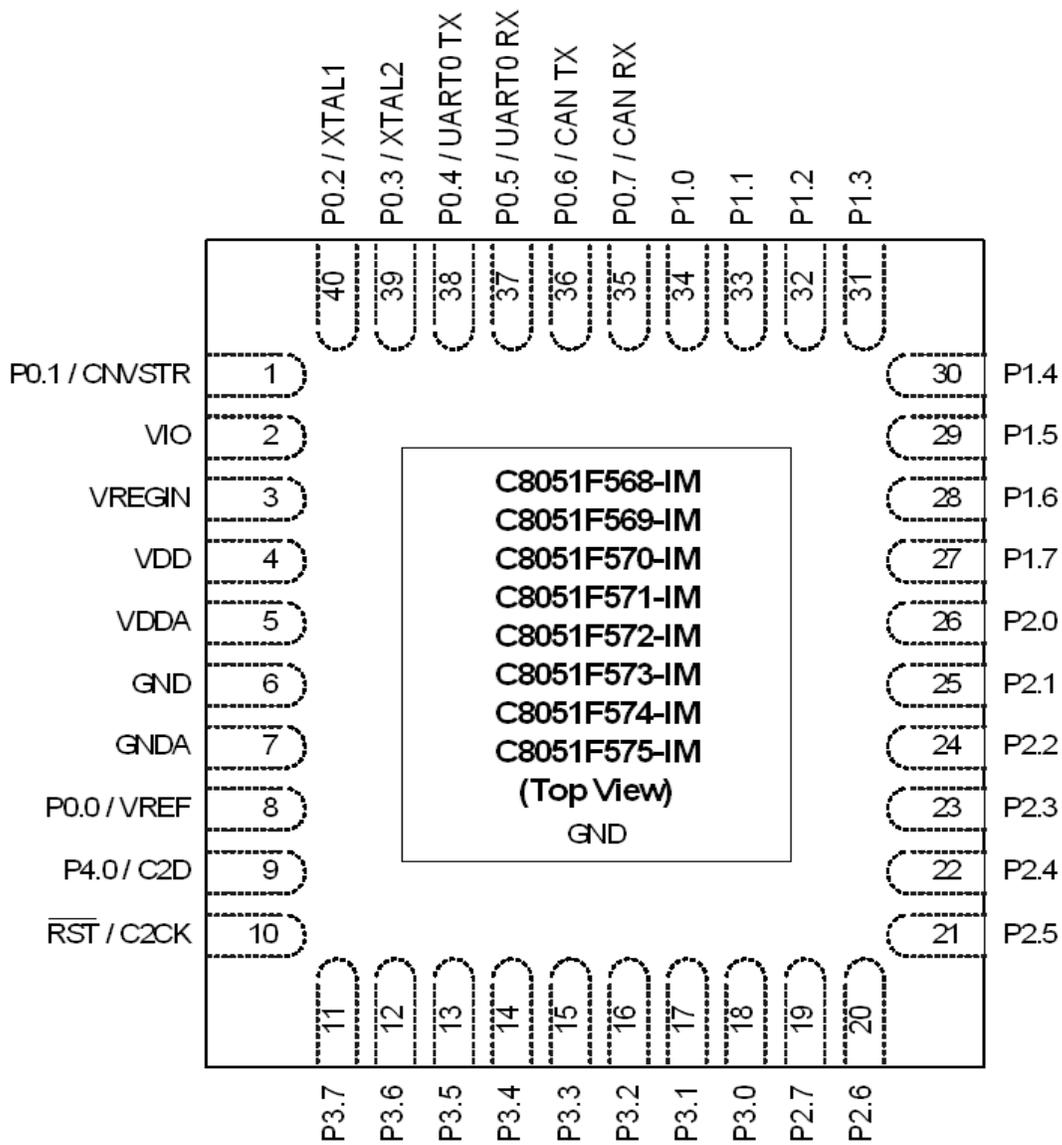 P0.2 / XTAL1
P0.3 / XTAL2
P0.4 / UART0 TX
P0.5 / UART0 RX
P0.6 / CAN TX
P0.7 / CAN RX
P1.0
P1.1
P1.2
P1.3
40
39
38
37
36
35
34
33
32
31
P0.1 / CNVSTR 1
VIO 2
VREGIN 3
VDD 4
VDDA 5
GND 6
GNDA 7
P0.0 / VREF 8
P4.0 / C2D 9
RST / C2CK 10
C8051F568-IM
C8051F569-IM
C8051F570-IM
C8051F571-IM
C8051F572-IM
C8051F573-IM
C8051F574-IM
C8051F575-IM
(Top View)
GND
30 P1.4
29 P1.5
28 P1.6
27 P1.7
26 P2.0
25 P2.1
24 P2.2
23 P2.3
22 P2.4
21 P2.5
11
12
13
14
15
16
17
18
19
20
P3.7
P3.6
P3.5
P3.4
P3.3
P3.2
P3.1
P3.0
P2.7
P2.6